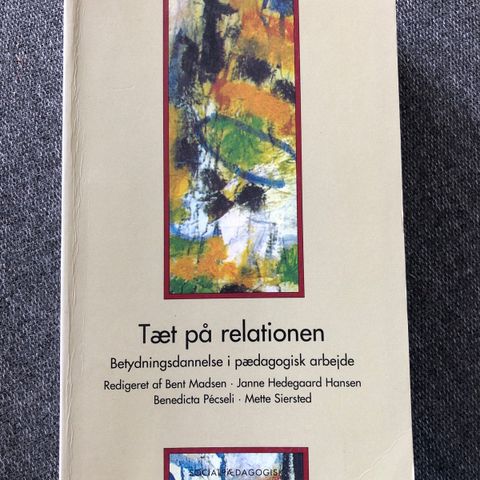 Tæt på relationen
Betydningsdannelse i pædagogisk arbejde
Redigeret af Bent Madsen · Janne Hedegaard Hansen
Benedicta Pécseli · Mette Siersted
SOCIALPÆDAGOGISK